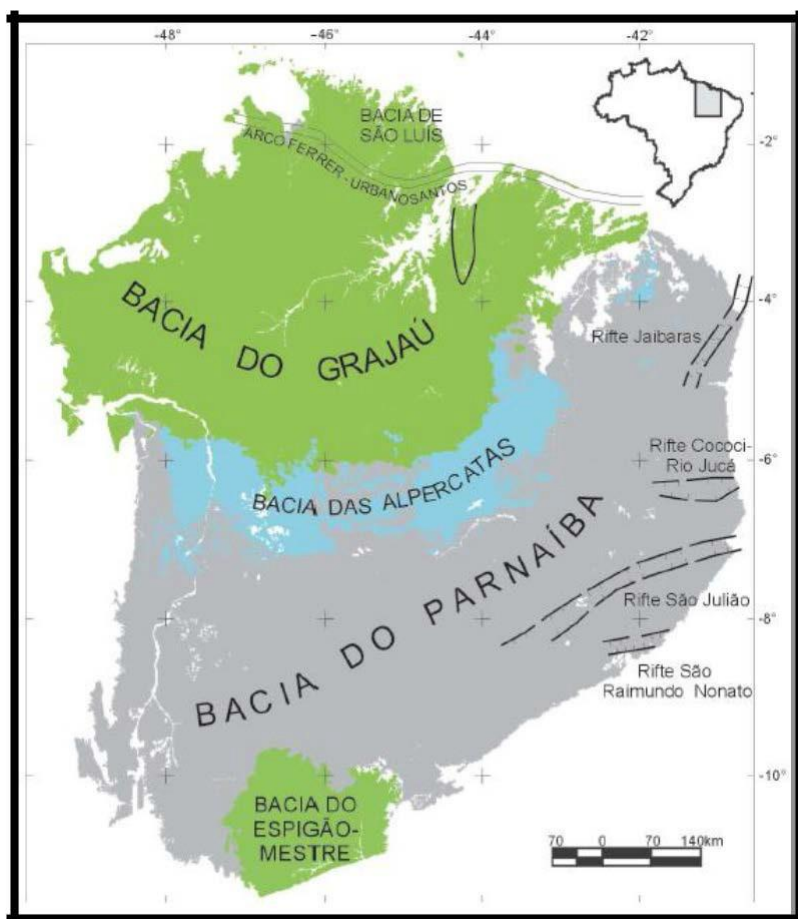 -48°
-46°
-44°
-42°
BACIA DE
SÃO LUÍS
-2°
ARCO FERRER - URBANOSANTOS
-4°
BACIA DO GRAJAÚ
Rifte Jaibaras
Rifte Cococi-
Rio Jucá
-6°
BACIA DAS ALPERCATAS
BACIA DO PARNAÍBA
Rifte São Julião
-8°
Rifte São
Raimundo Nonato
-10°
BACIA DO
ESPIGÃO-
MESTRE
70 0 70 140km